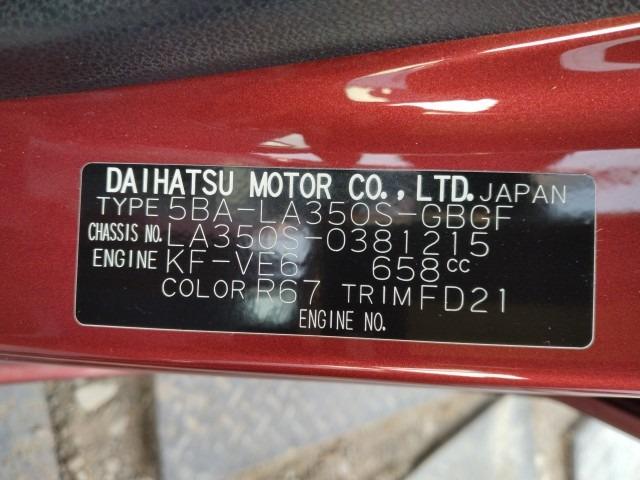 DAIHATSU MOTOR CO., LTD. JAPAN
TYPE 5BA-LA350S-GBGF
CHASSIS NO. LA350S-0381215
ENGINE KF-VE6 658cc
COLOR R67 TRIM FD21
ENGINE NO.